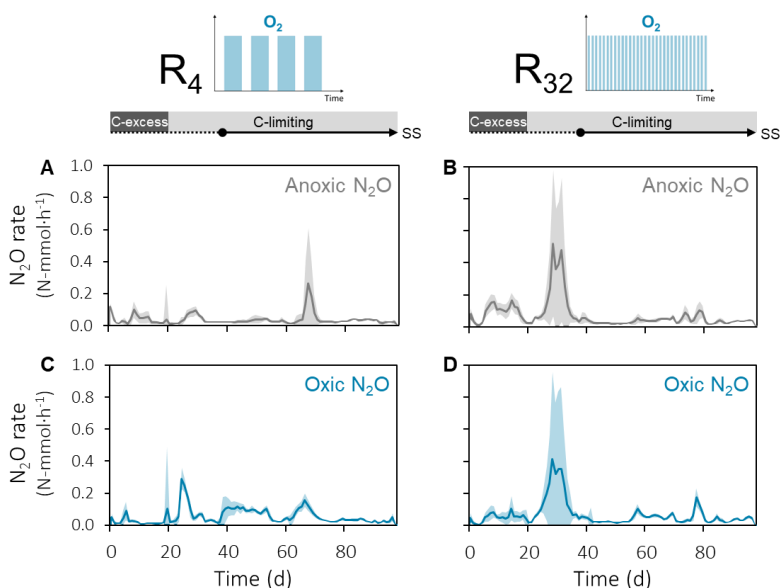 R4
O2
Time
R32
O2
Time
C-excess
C-limiting
SS
C-excess
C-limiting
SS
A
1.0
0.8
0.6
0.4
0.2
0.0
N2O rate
(N-mmol·h-1)
Anoxic N2O
B
Anoxic N2O
C
1.0
0.8
0.6
0.4
0.2
0.0
N2O rate
(N-mmol·h-1)
Oxic N2O
D
Oxic N2O
0 20 40 60 80
Time (d)
0 20 40 60 80
Time (d)